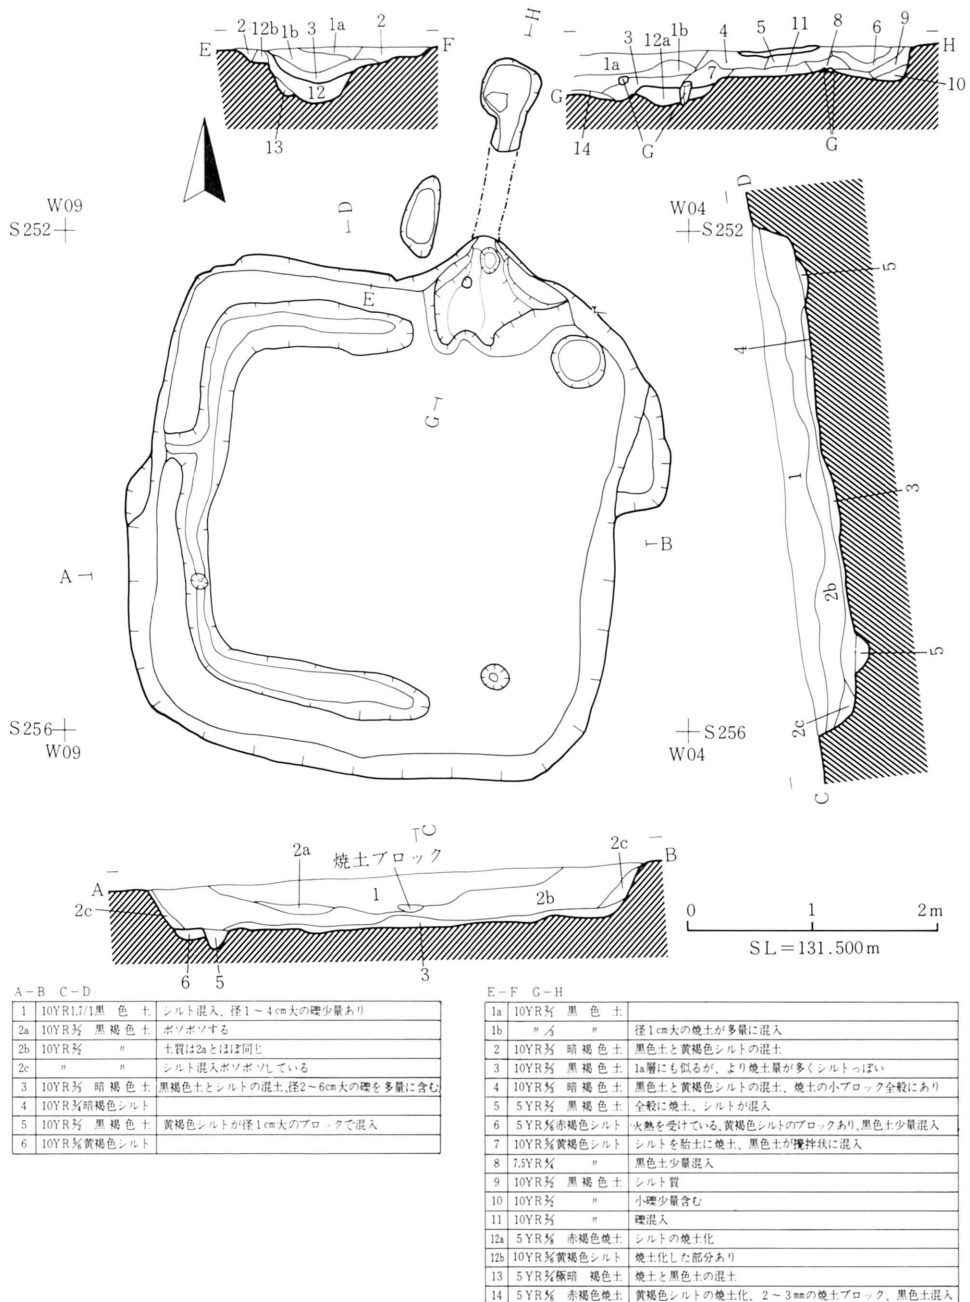 H
E 2 12b 1b 3 1a 2 F
12
13
3 12a 1b 4 5 11 8 6 9 H
1a 7
G 10
14 G G
D
W09
S252
W04
S252
D
E
5
4
G
1
3
A
B
2b
5
S256
W09
S256
W04
2c
C
C
2a 焼土ブロック 2c B
A 1 2b
2c
6 5 3
0 1 2m
SL=131.500m
A-B C-D
1 10YR1.7/1黒色土 シルト混入、径1~4cm大の礫少量あり
2a 10YR 黒褐色土 ボソボソする
2b 10YR 〃 土質は2aとほぼ同じ
2c 〃 〃 シルト混入ボソボソしている
3 10YR 暗褐色土 黒褐色土とシルトの混土、径2~6cm大の礫を多量に含む
4 10YR 暗褐色シルト
5 10YR 黒褐色土 黄褐色シルトが径1cm大のブロックで混入
6 10YR 黄褐色シルト
E-F G-H
1a 10YR 黒色土
1b 〃 〃 径1cm大の焼土が多量に混入
2 10YR 暗褐色土 黒色土と黄褐色シルトの混土
3 10YR 黒褐色土 1a層にも似るが、より焼土量が多くシルトっぽい
4 10YR 暗褐色土 黒色土と黄褐色シルトの混土、焼土の小ブロック全般にあり
5 5YR 黒褐色土 全般に焼土、シルトが混入
6 5YR 赤褐色シルト 火熱を受けている、黄褐色シルトのブロックあり、黒色土少量混入
7 10YR 黄褐色シルト シルトを胎土に焼土、黒色土が攪拌状に混入
8 7.5YR 〃 黒色土少量混入
9 10YR 黒褐色土 シルト質
10 10YR 〃 小礫少量含む
11 10YR 〃 礫混入
12a 5YR 赤褐色焼土 シルトの焼土化
12b 10YR 黄褐色シルト 焼土化した部分あり
13 5YR 極暗褐色土 焼土と黒色土の混土
14 5YR 赤褐色焼土 黄褐色シルトの焼土化、2~3mmの焼土ブロック、黒色土混入